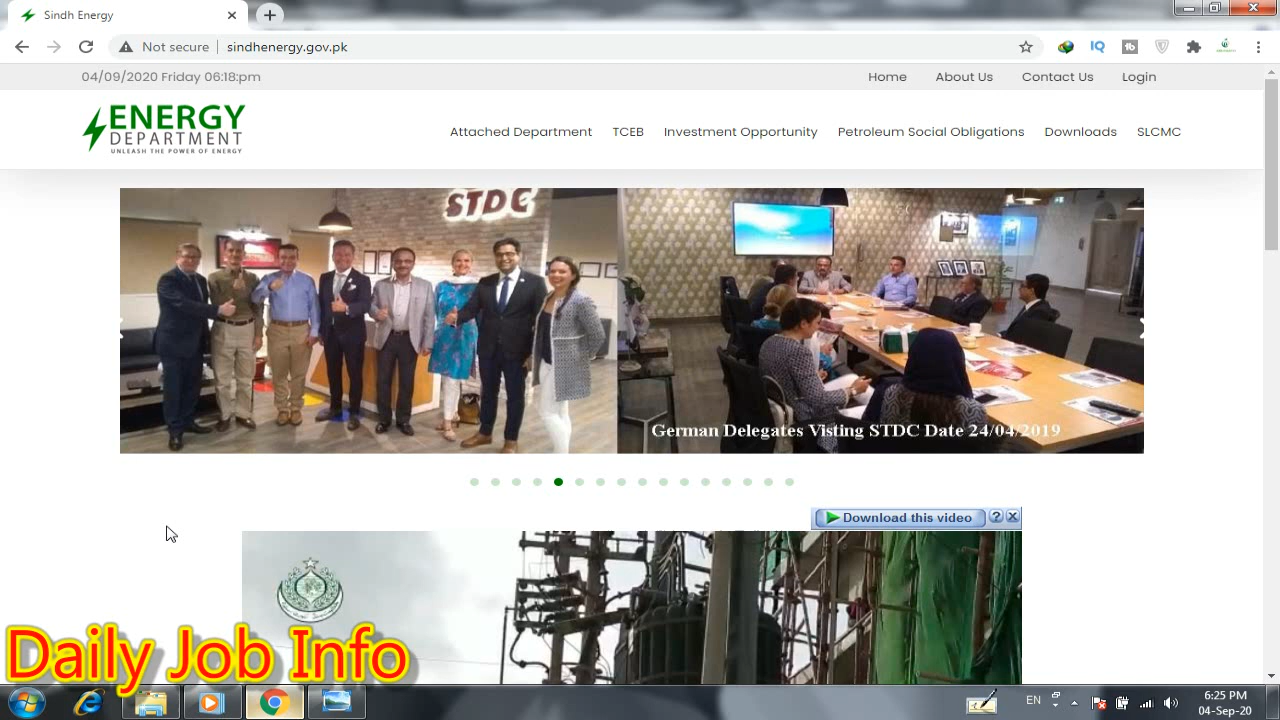 Sindh Energy
Not secure
sindhenergy.gov.pk
IQ
04/09/2020 Friday 06:18:pm
Home
About Us
Contact Us
Login
ENERGY
DEPARTMENT
UNLEASH THE POWER OF ENERGY
Attached Department
TCEB
Investment Opportunity
Petroleum Social Obligations
Downloads
SLCMC
STDC
German Delegates Visting STDC Date 24/04/2019
Download this video
Daily Job Info
EN
6:25 PM
04-Sep-20